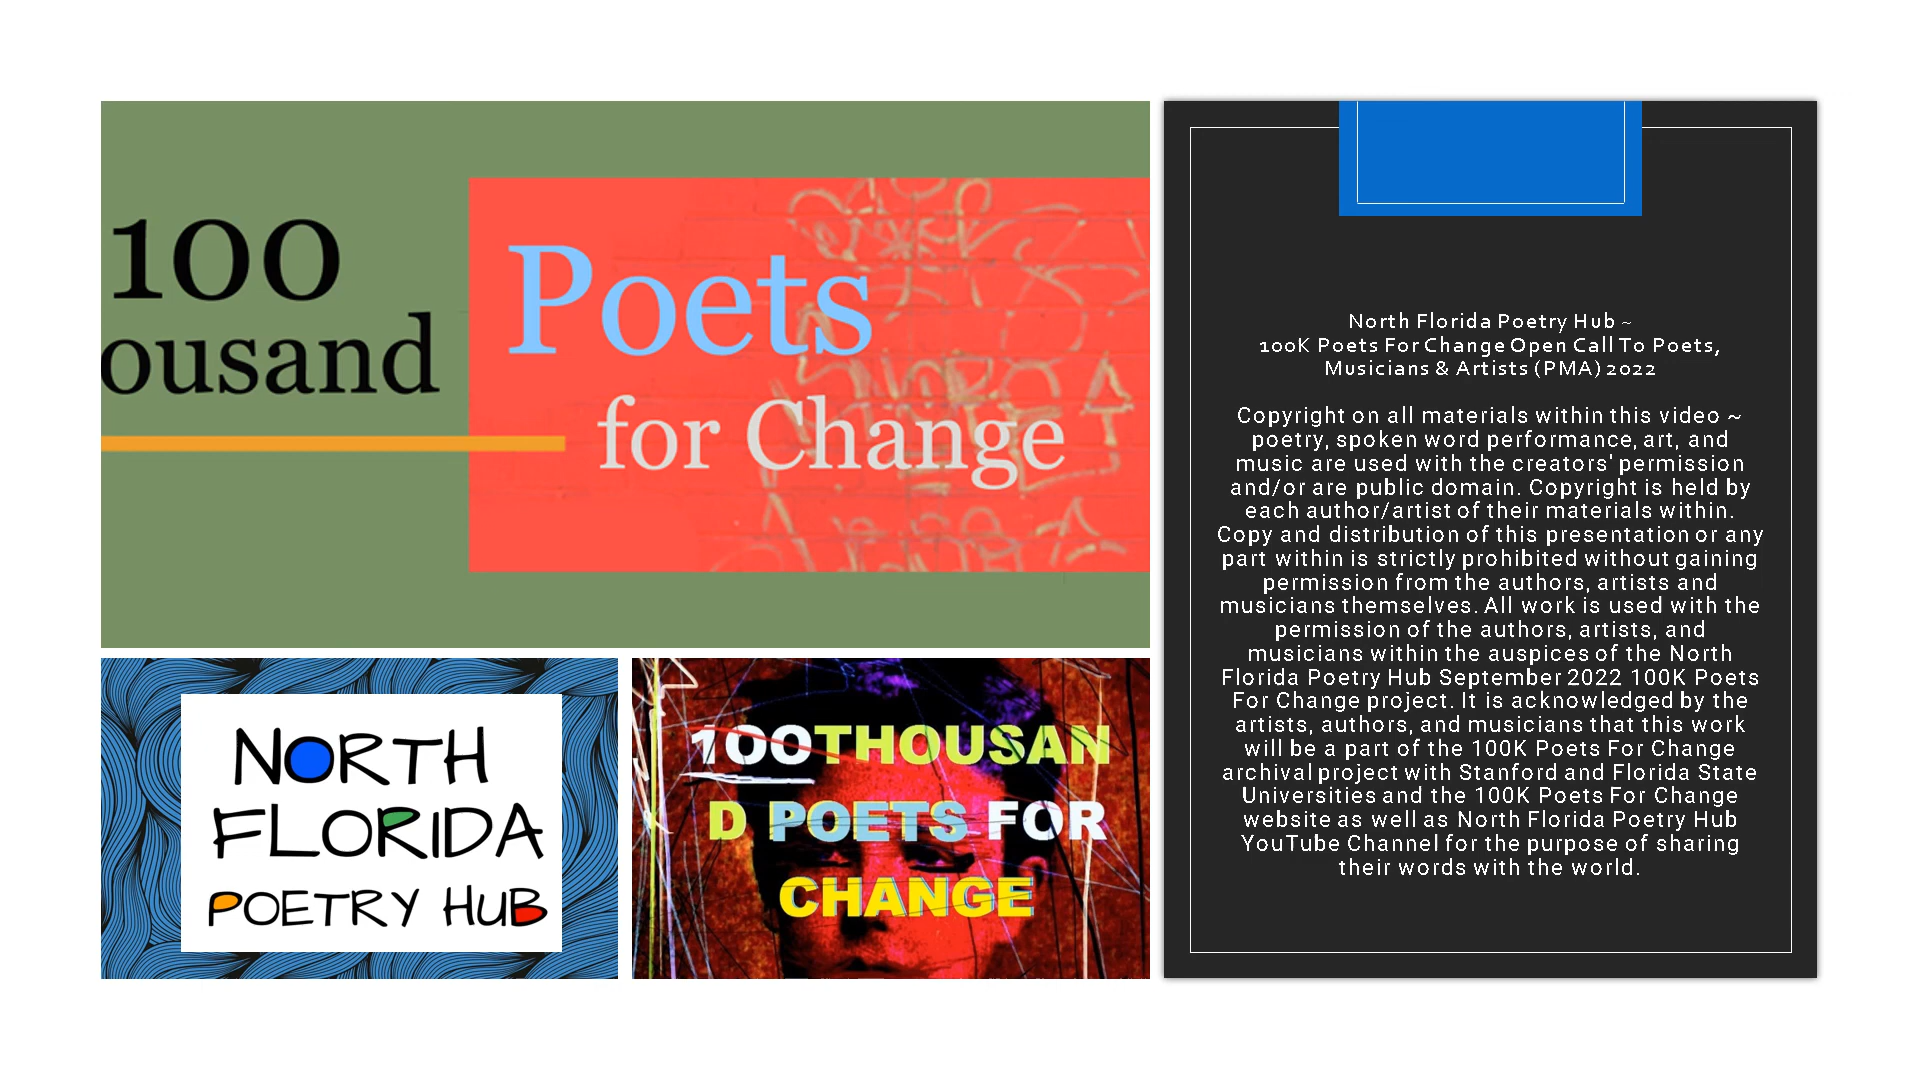 100
ousand
Poets
for Change
NORTH
FLORIDA
POETRY HUB
100THOUSAN
D POETS FOR
CHANGE
North Florida Poetry Hub ~
100K Poets For Change Open Call To Poets,
Musicians & Artists (PMA) 2022
Copyright on all materials within this video ~
poetry, spoken word performance, art, and
music are used with the creators' permission
and/or are public domain. Copyright is held by
each author/artist of their materials within.
Copy and distribution of this presentation or any
part within is strictly prohibited without gaining
permission from the authors, artists and
musicians themselves. All work is used with the
permission of the authors, artists, and
musicians within the auspices of the North
Florida Poetry Hub September 2022 100K Poets
For Change project. It is acknowledged by the
artists, authors, and musicians that this work
will be a part of the 100K Poets For Change
archival project with Stanford and Florida State
Universities and the 100K Poets For Change
website as well as North Florida Poetry Hub
YouTube Channel for the purpose of sharing
their words with the world.